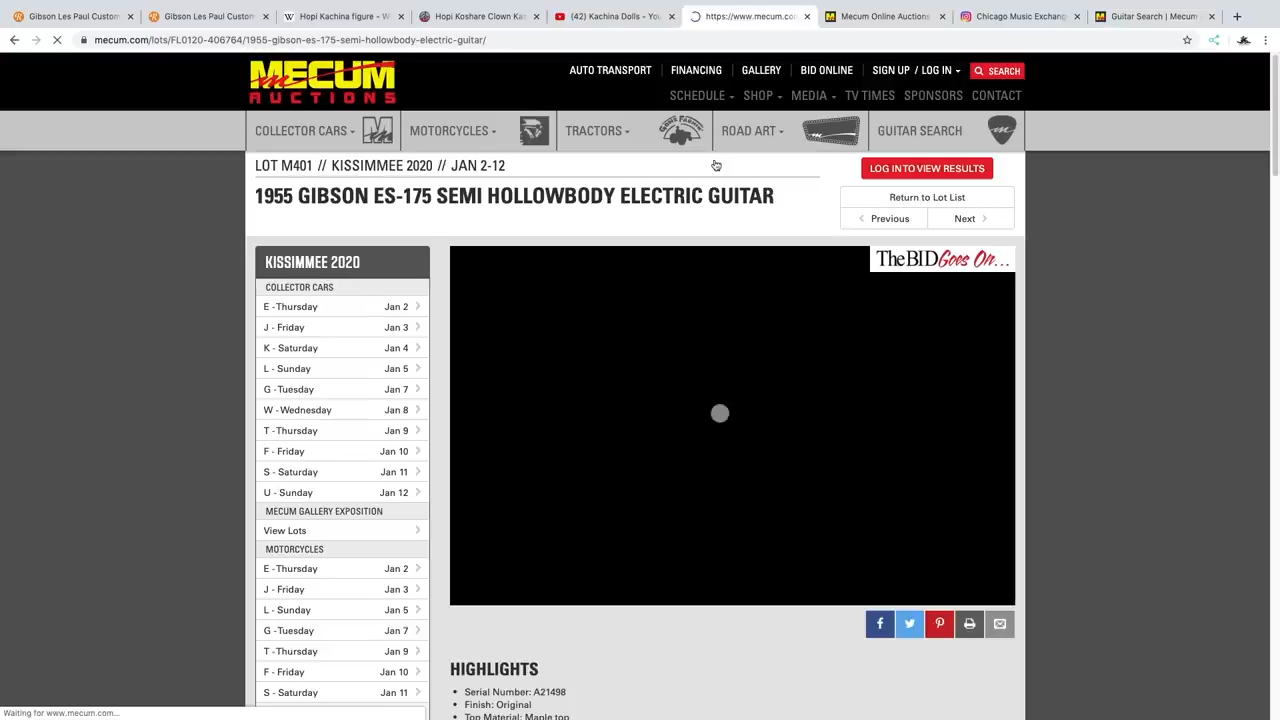 Gibson Les Paul Custom
Gibson Les Paul Custom
Hopi Kachina figure - W
Hopi Koshare Clown Ka
(42) Kachina Dolls - You
https://www.mecum.co
Mecum Online Auctions
Chicago Music Exchang
Guitar Search | Mecum
mecum.com/lots/FL0120-406764/1955-gibson-es-175-semi-hollowbody-electric-guitar/
MECUM
AUCTIONS
AUTO TRANSPORT
FINANCING
GALLERY
BID ONLINE
SIGN UP / LOG IN
SEARCH
SCHEDULE
SHOP
MEDIA
TV TIMES
SPONSORS
CONTACT
COLLECTOR CARS
MOTORCYCLES
TRACTORS
ROAD ART
GUITAR SEARCH
LOT M401 // KISSIMMEE 2020 // JAN 2-12
1955 GIBSON ES-175 SEMI HOLLOWBODY ELECTRIC GUITAR
LOG IN TO VIEW RESULTS
Return to Lot List
Previous
Next
KISSIMMEE 2020
COLLECTOR CARS
E - Thursday Jan 2
J - Friday Jan 3
K - Saturday Jan 4
L - Sunday Jan 5
G - Tuesday Jan 7
W - Wednesday Jan 8
T - Thursday Jan 9
F - Friday Jan 10
S - Saturday Jan 11
U - Sunday Jan 12
MECUM GALLERY EXPOSITION
View Lots
MOTORCYCLES
E - Thursday Jan 2
J - Friday Jan 3
L - Sunday Jan 5
G - Tuesday Jan 7
T - Thursday Jan 9
F - Friday Jan 10
S - Saturday Jan 11
The BID Goes On...
HIGHLIGHTS
Serial Number: A21498
Finish: Original
Top Material: Maple top
Waiting for www.mecum.com...